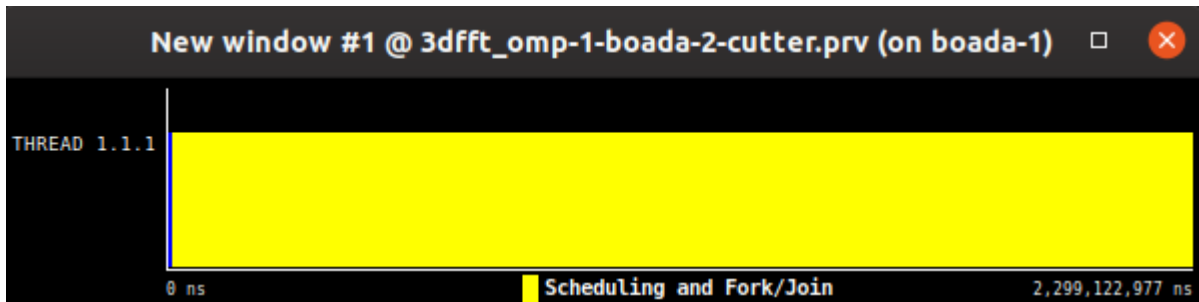 New window #1 @ 3dfft_omp-1-boada-2-cutter.prv (on boada-1)
THREAD 1.1.1
0 ns Scheduling and Fork/Join 2,299,122,977 ns